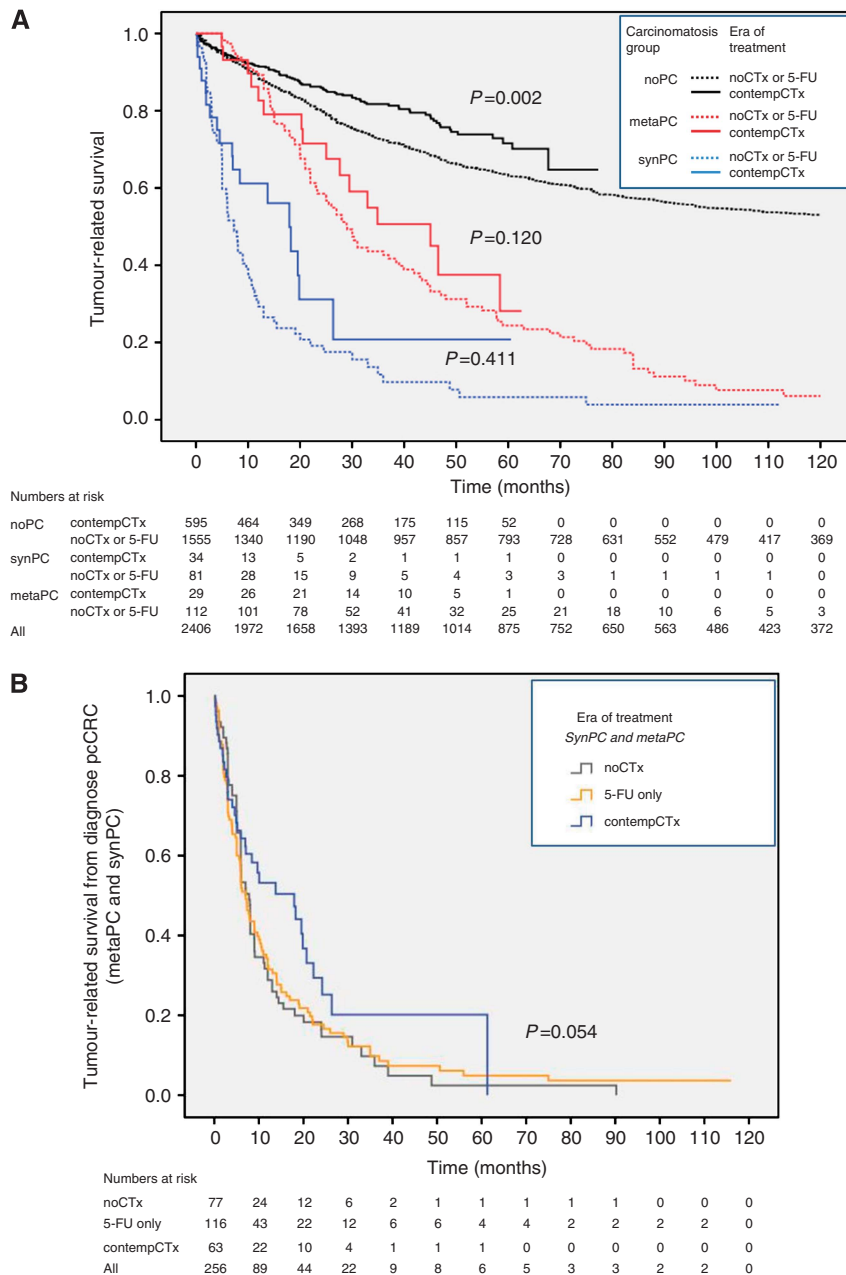 A
Tumour-related survival
1.0
0.8
0.6
0.4
0.2
0.0
Carcinomatosis group
Era of treatment
noPC
noCTx or 5-FU
contempCTx
metaPC
noCTx or 5-FU
contempCTx
synPC
noCTx or 5-FU
contempCTx
P=0.002
P=0.120
P=0.411
0 10 20 30 40 50 60 70 80 90 100 110 120
Time (months)
Numbers at risk
noPC contempCTx 595 464 349 268 175 115 52 0 0 0 0 0 0
noCTx or 5-FU 1555 1340 1190 1048 957 857 793 728 631 552 479 417 369
synPC contempCTx 34 13 5 2 1 1 1 0 0 0 0 0 0
noCTx or 5-FU 81 28 15 9 5 4 3 3 1 1 1 1 0
metaPC contempCTx 29 26 21 14 10 5 1 0 0 0 0 0 0
noCTx or 5-FU 112 101 78 52 41 32 25 21 18 10 6 5 3
All 2406 1972 1658 1393 1189 1014 875 752 650 563 486 423 372
B
Tumour-related survival from diagnose pcCRC
(metaPC and synPC)
1.0
0.8
0.6
0.4
0.2
0.0
Era of treatment
SynPC and metaPC
noCTx
5-FU only
contempCTx
P=0.054
0 10 20 30 40 50 60 70 80 90 100 110 120
Time (months)
Numbers at risk
noCTx 77 24 12 6 2 1 1 1 1 1 0 0 0
5-FU only 116 43 22 12 6 6 4 4 2 2 2 2 0
contempCTx 63 22 10 4 1 1 1 0 0 0 0 0 0
All 256 89 44 22 9 8 6 5 3 3 2 2 0